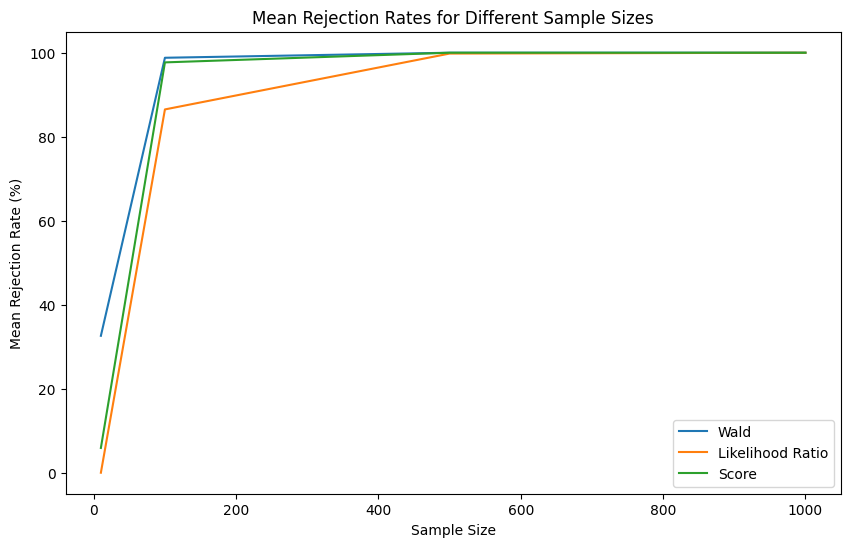 Mean Rejection Rates for Different Sample Sizes
Mean Rejection Rate (%)
100
80
60
40
20
0
0
200
400
600
800
1000
Sample Size
Wald
Likelihood Ratio
Score